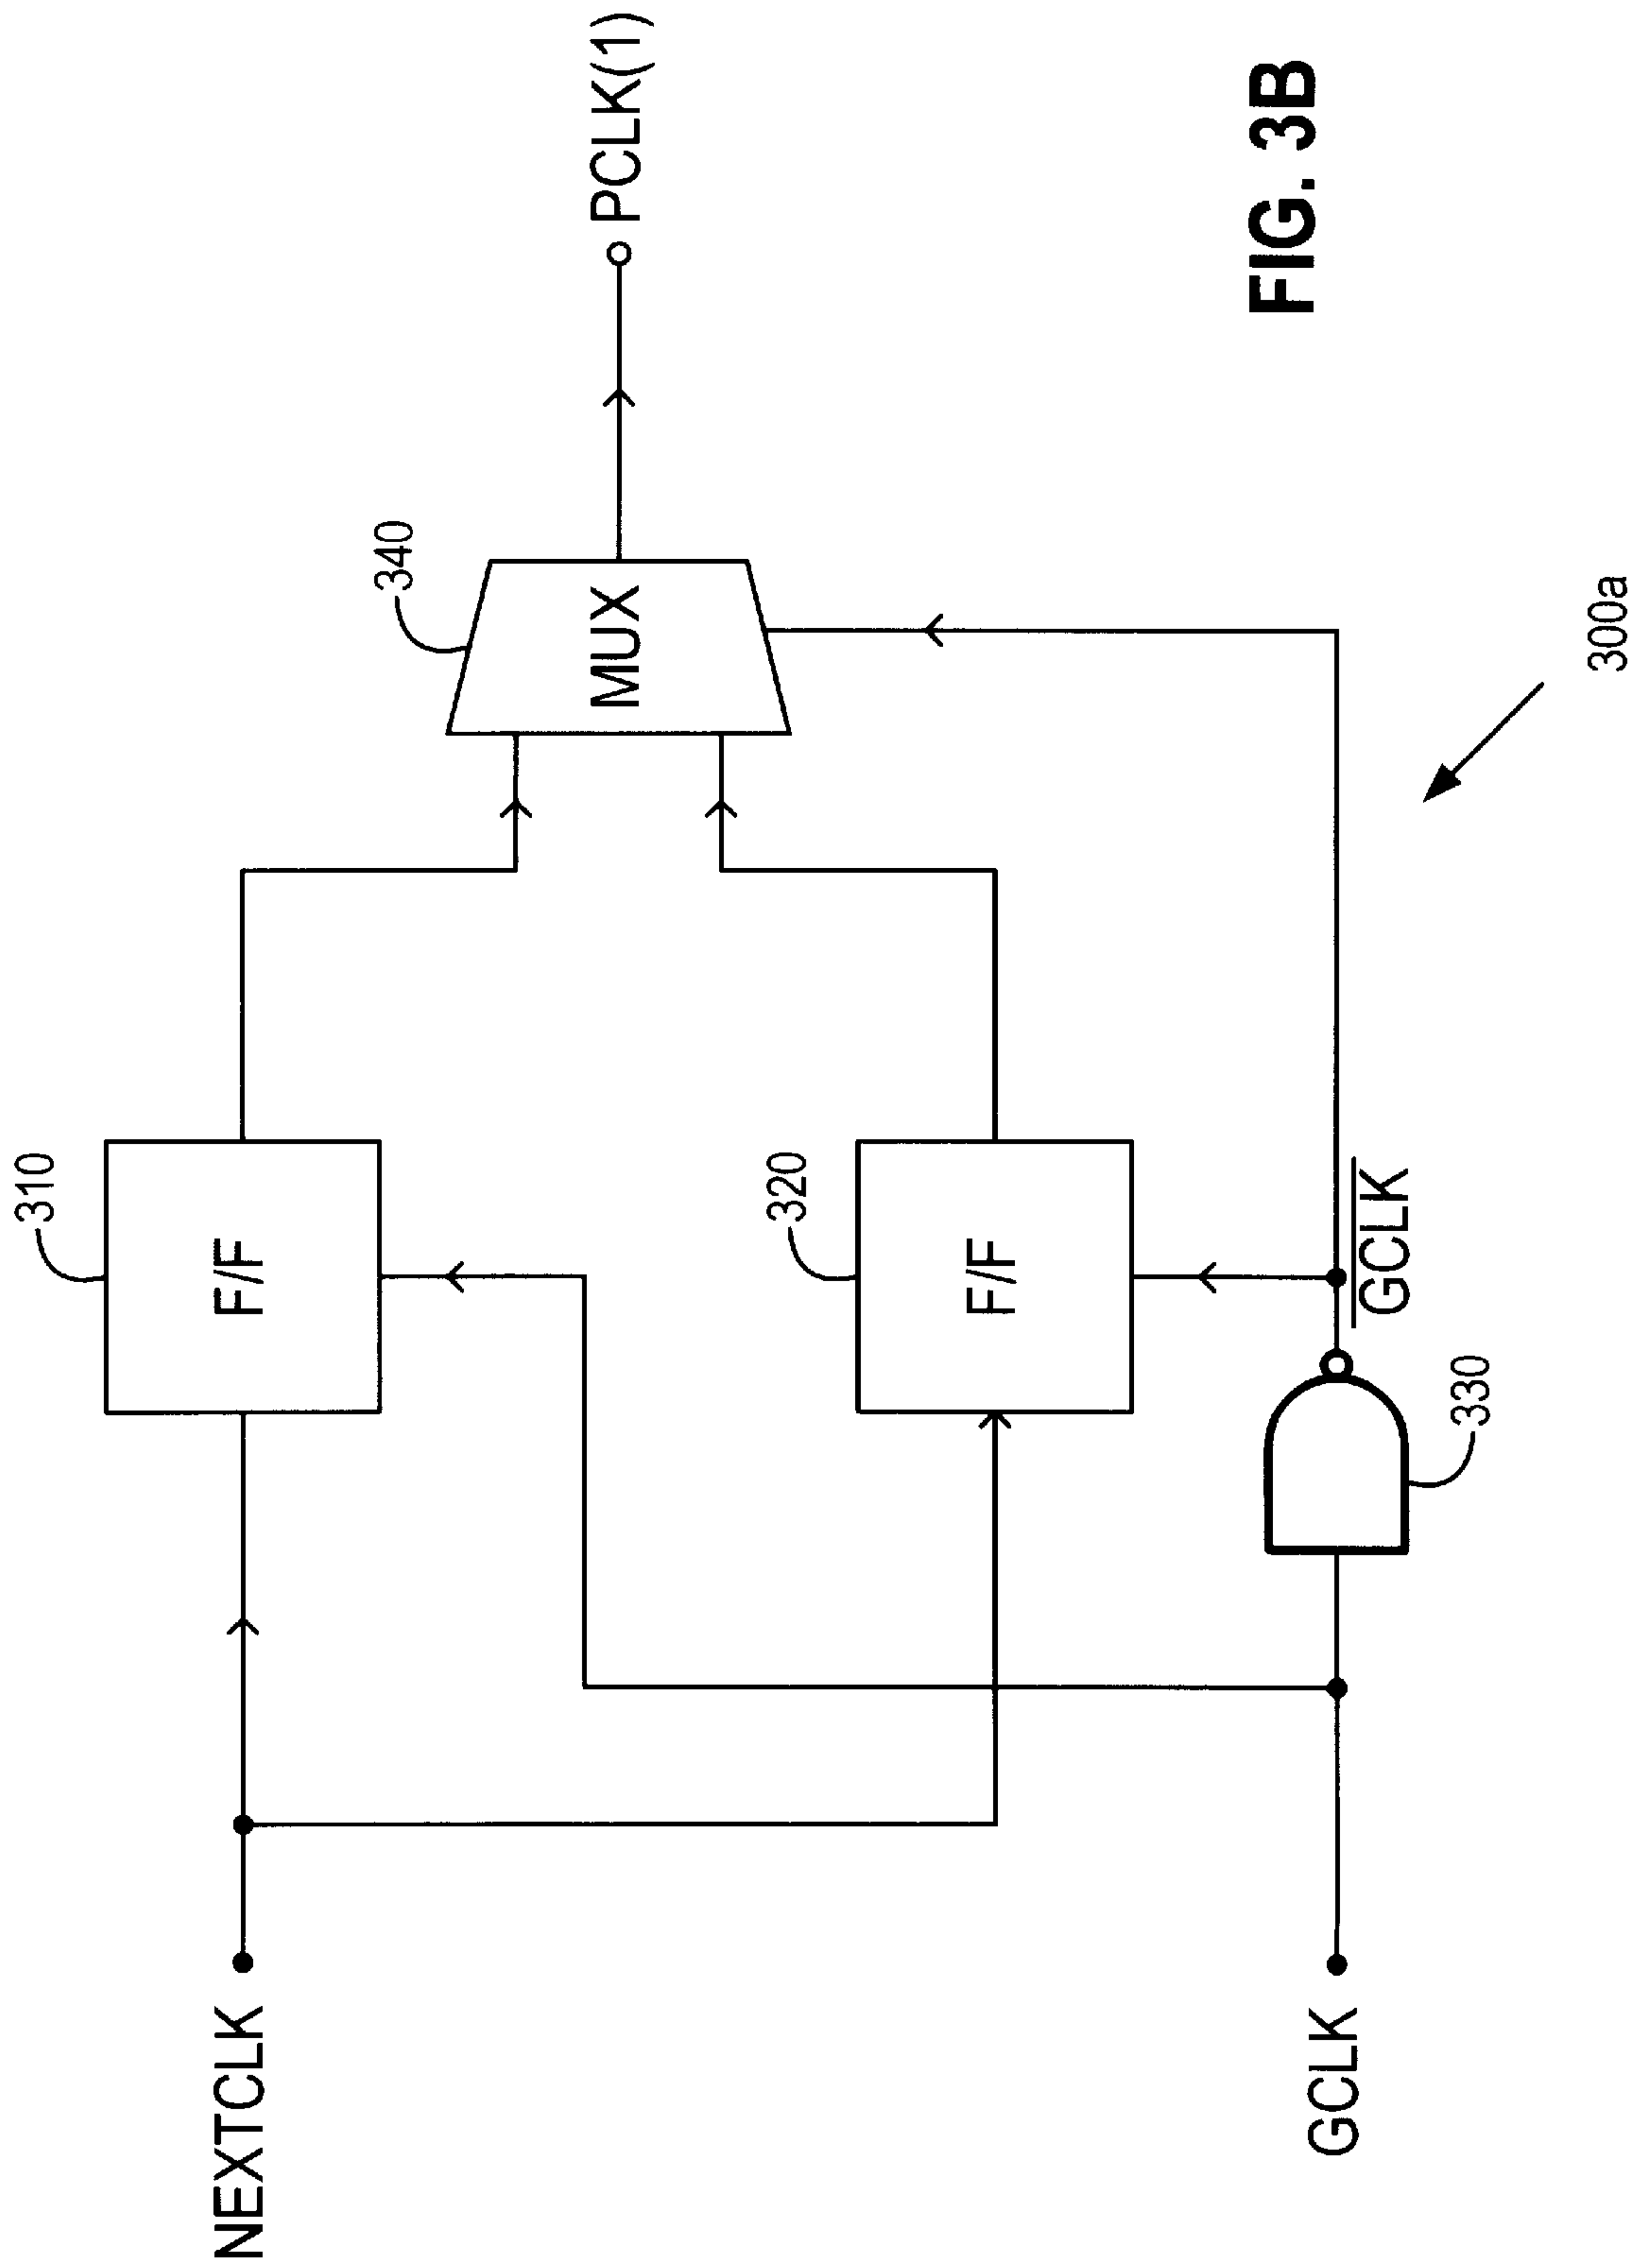 310
NEXTCLK
F/F
340
320
MUX
PCLK(1)
F/F
GCLK
GCLK
330
300a
FIG. 3B